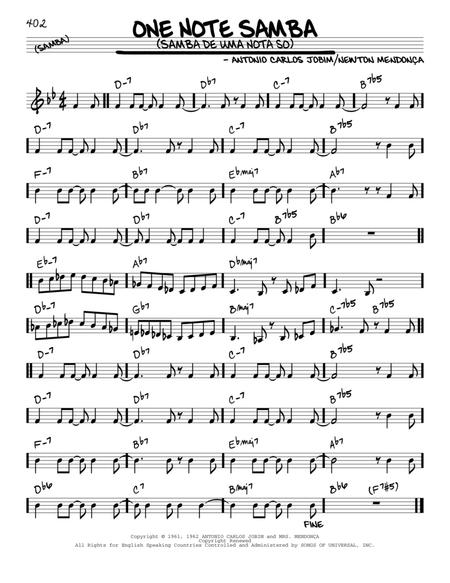 402
ONE NOTE SAMBA
(SAMBA) (SAMBA DE UMA NOTA SO)
- ANTONIO CARLOS JOBIM/NEWTON MENDONÇA
D-7 Db7 C-7 B7b5
D-7 Db7 C-7 B7b5
F-7 Bb7 Ebmaj7 Ab7
D-7 Db7 C-7 B7b5 Bb6
Eb-7 Ab7 Dbmaj7
Db-7 Gb7 Bmaj7 C-7b5 B7b5
D-7 Db7 C-7 B7b5
F-7 Bb7 Ebmaj7 Ab7
Db6 C7 Bmaj7 Bb6 (F7#5)
FINE
Copyright © 1961, 1962 ANTONIO CARLOS JOBIM and MRS. MENDONÇA
Copyright Renewed
All Rights for English Speaking Countries Controlled and Administered by SONGS OF UNIVERSAL, INC.